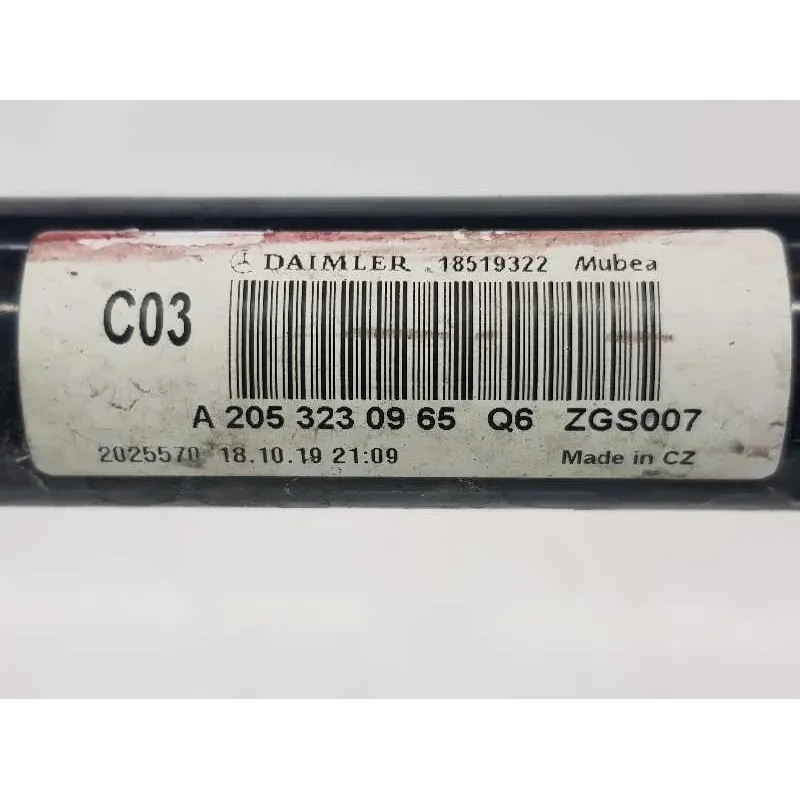 DAIMLER 18519322 Mubea
C03
A 205 323 09 65 Q6 ZGS007
2025570 18.10.19 21:09 Made in CZ